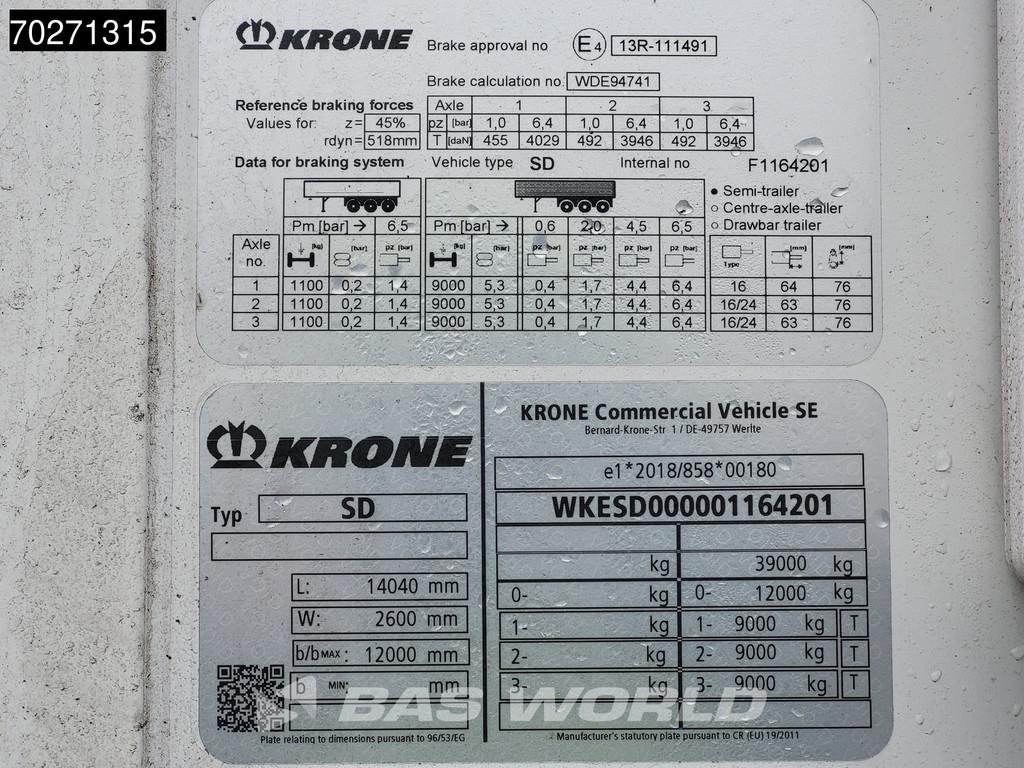 70271315
KRONE Brake approval no E4 13R-111491
Brake calculation no. WDE94741
Reference braking forces Axle 1 2 3
Values for: z= 45% pz [bar] 1,0 6,4 1,0 6,4 1,0 6,4
rdyn= 518mm T [daN] 455 4029 492 3946 492 3946
Data for braking system Vehicle type SD Internal no F1164201
• Semi-trailer
○ Centre-axle-trailer
○ Drawbar trailer
Pm [bar] → 6,5 Pm [bar] → 0,6 2,0 4,5 6,5
Axle no. [kg] [bar] pz [bar] [kg] [bar] pz [bar] pz [bar] pz [bar] pz [bar] Type [mm] [mm]
1 1100 0,2 1,4 9000 5,3 0,4 1,7 4,4 6,4 16 64 76
2 1100 0,2 1,4 9000 5,3 0,4 1,7 4,4 6,4 16/24 63 76
3 1100 0,2 1,4 9000 5,3 0,4 1,7 4,4 6,4 16/24 63 76
KRONE
Typ SD
L: 14040 mm
W: 2600 mm
b/b MAX: 12000 mm
b MIN: mm
Plate relating to dimensions pursuant to 96/53/EG
KRONE Commercial Vehicle SE
Bernard-Krone-Str 1 / DE-49757 Werlte
e1*2018/858*00180
WKESD000001164201
kg 39000 kg
0- kg 0- 12000 kg
1- kg 1- 9000 kg T
2- kg 2- 9000 kg T
3- kg 3- 9000 kg T
Manufacturer's statutory plate pursuant to CR (EU) 19/2011
BAS WORLD